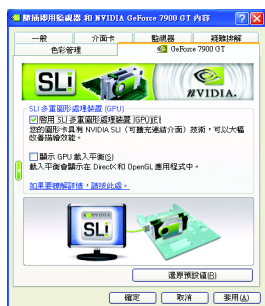 隨插即用監視器 和 NVIDIA GeForce 7900 GT 內容
一般
介面卡
監視器
疑難排解
色彩管理
GeForce 7900 GT
SLI
nVIDIA.
SLI 多重圖形處理裝置 (GPU)
啟用 SLI 多重圖形處理裝置 (GPU)(E)
您的圖形卡具有 NVIDIA SLI（可擴充連結介面）技術，可以大幅
改善描繪效能。
顯示 GPU 載入平衡(S)
載入平衡會顯示在 DirectX 和 OpenGL 應用程式中。
如果要瞭解詳情，請按此處。
SLI
還原預設值(R)
確定
取消
套用(A)